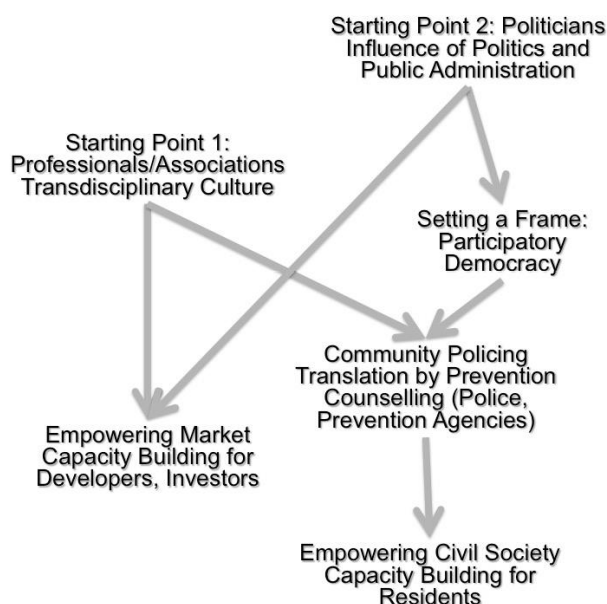 Starting Point 2: Politicians
Influence of Politics and
Public Administration
Starting Point 1:
Professionals/Associations
Transdisciplinary Culture
Setting a Frame:
Participatory
Democracy
Community Policing
Translation by Prevention
Counselling (Police,
Prevention Agencies)
Empowering Market
Capacity Building for
Developers, Investors
Empowering Civil Society
Capacity Building for
Residents